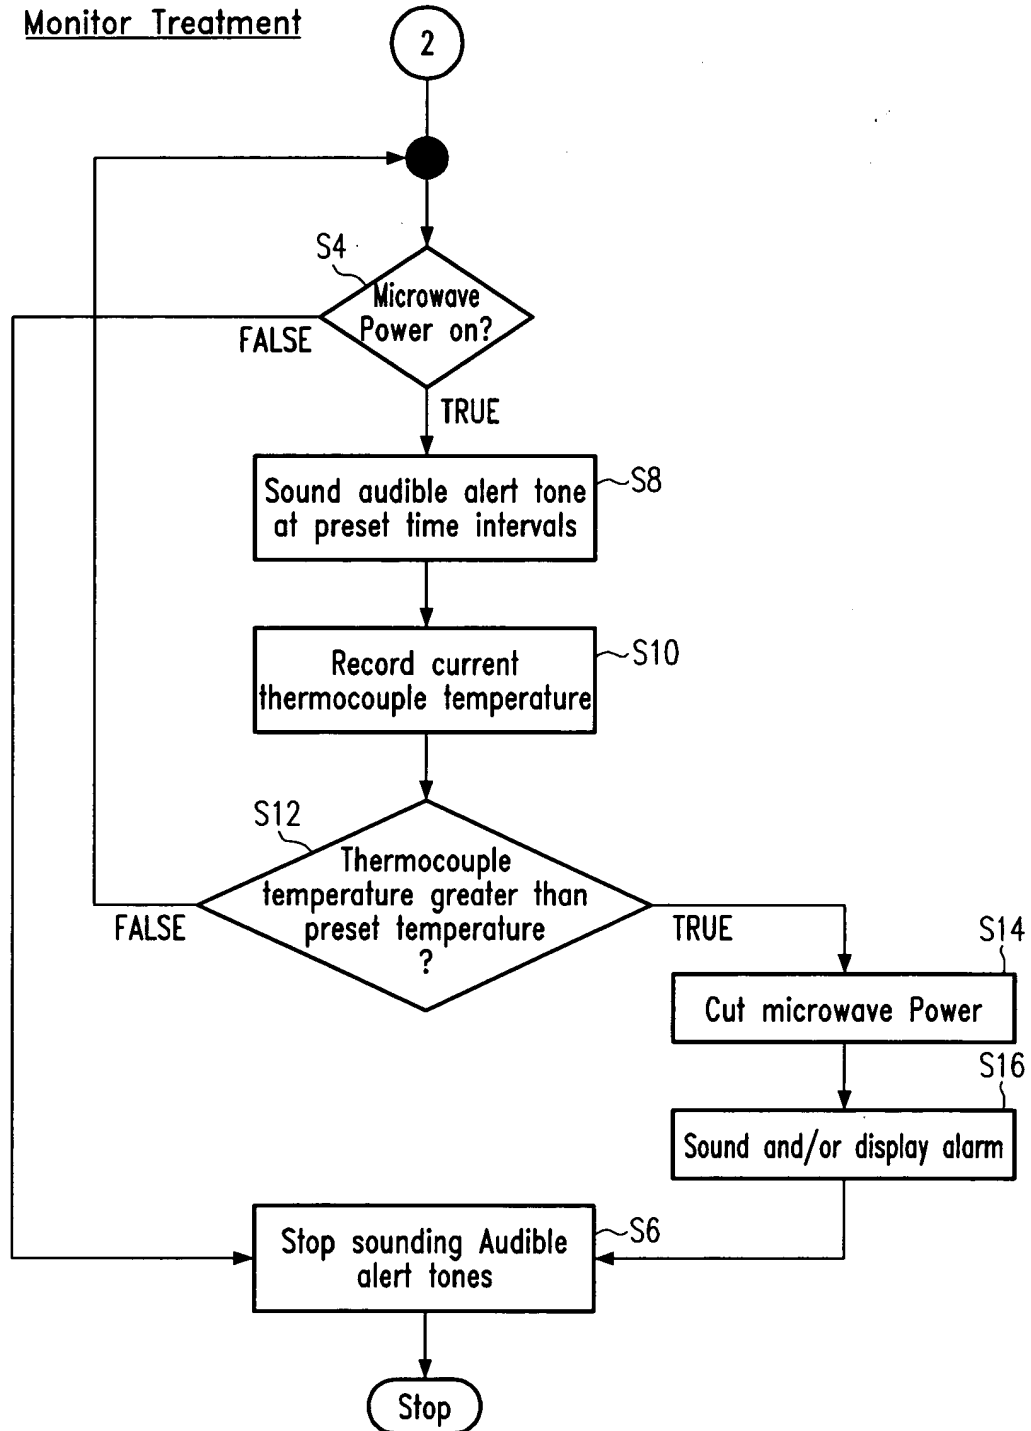 Monitor Treatment
2
S4
Microwave
Power on?
FALSE
TRUE
Sound audible alert tone
at preset time intervals
S8
Record current
thermocouple temperature
S10
S12
Thermocouple
temperature greater than
preset temperature
?
FALSE
TRUE
S14
Cut microwave Power
S16
Sound and/or display alarm
Stop sounding Audible
alert tones
S6
Stop